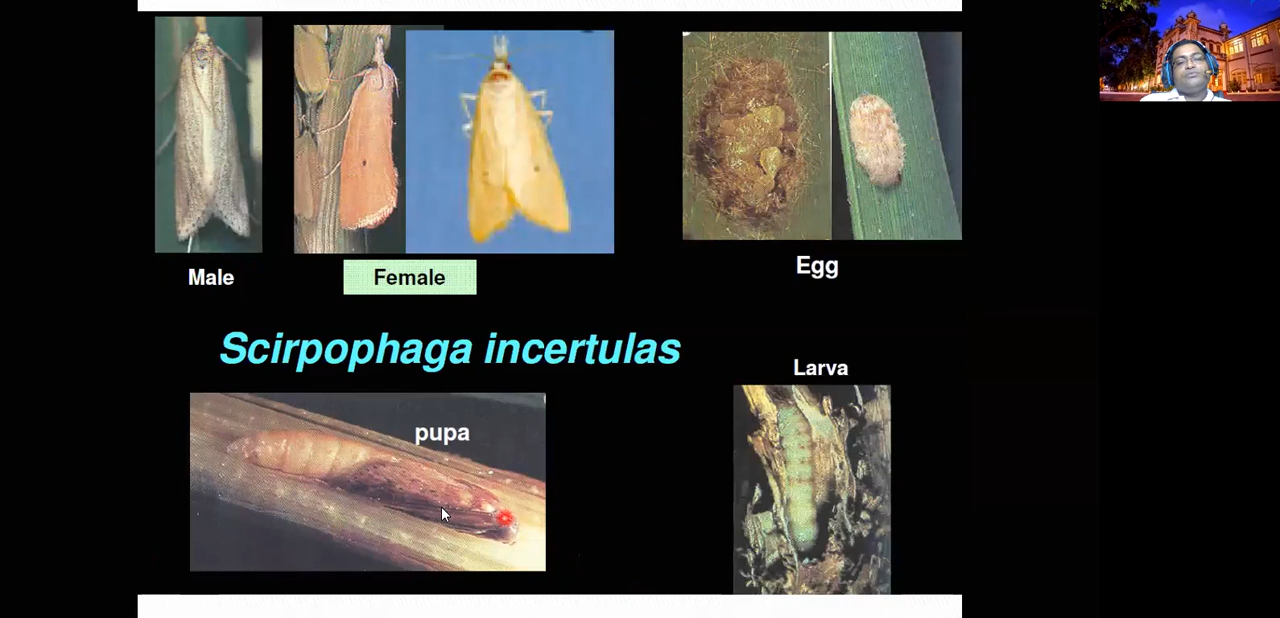 Male
Female
Egg
Scirpophaga incertulas
Larva
pupa